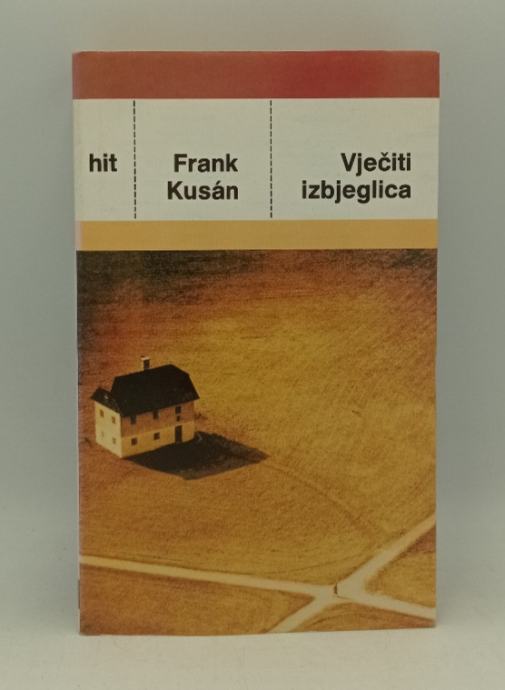 hit
Frank
Kusán
Vječiti
izbjeglica